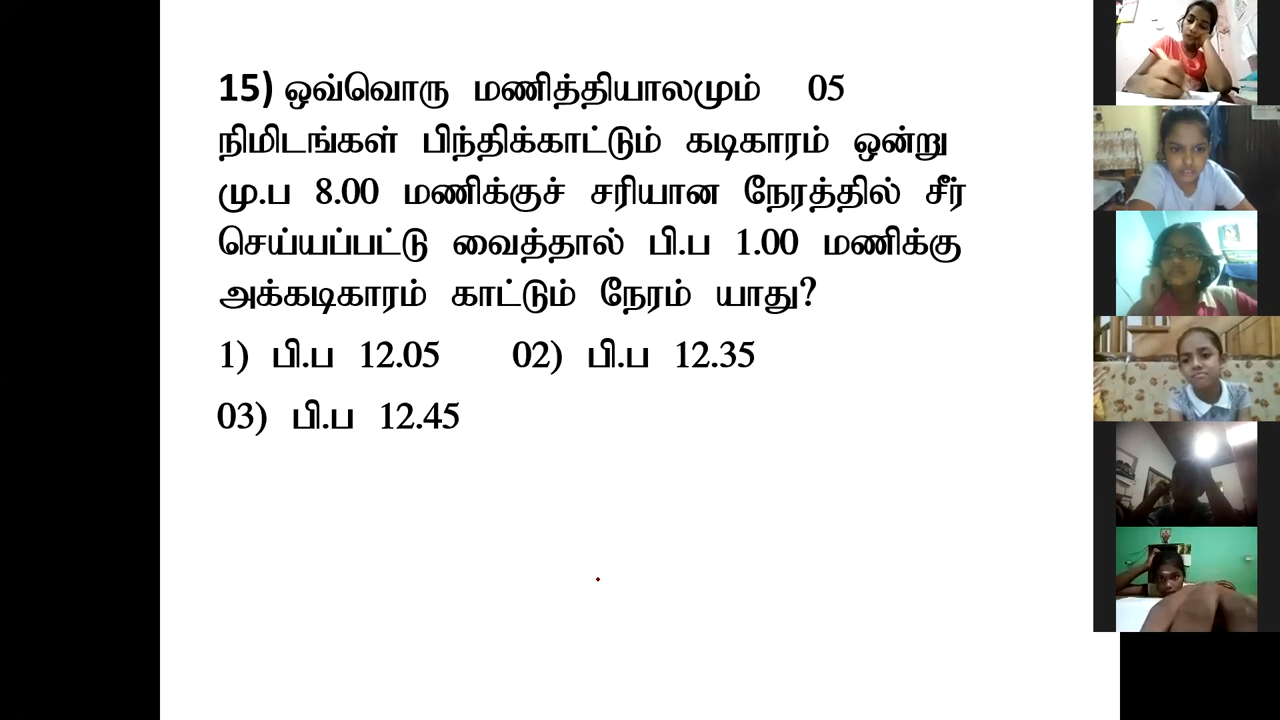 15) ஒவ்வொரு மணித்தியாலமும் 05
நிமிடங்கள் பிந்திக்காட்டும் கடிகாரம் ஒன்று
மு.ப 8.00 மணிக்குச் சரியான நேரத்தில் சீர்
செய்யப்பட்டு வைத்தால் பி.ப 1.00 மணிக்கு
அக்கடிகாரம் காட்டும் நேரம் யாது?
1) பி.ப 12.05 02) பி.ப 12.35
03) பி.ப 12.45